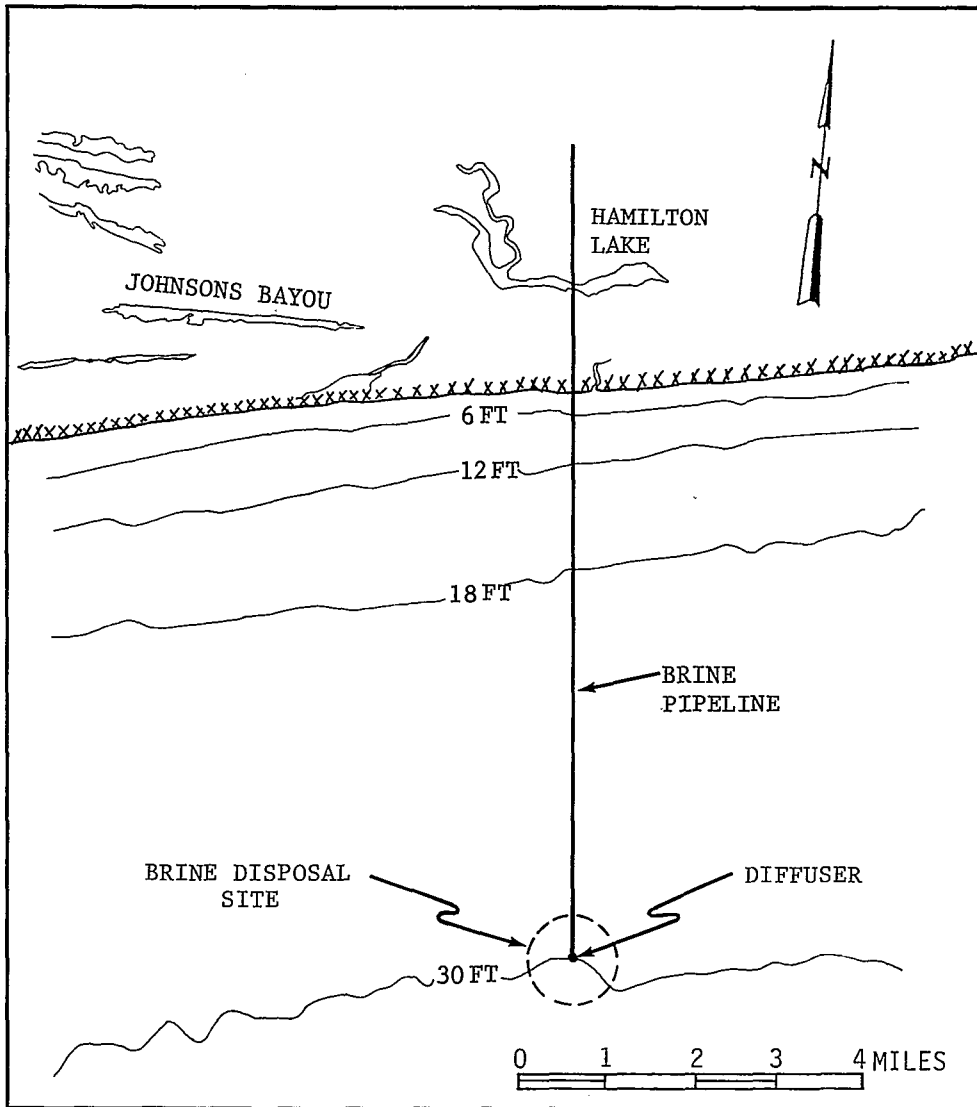 N
HAMILTON
LAKE
JOHNSONS BAYOU
6 FT
12 FT
18 FT
BRINE
PIPELINE
BRINE DISPOSAL
SITE
DIFFUSER
30 FT
0 1 2 3 4 MILES